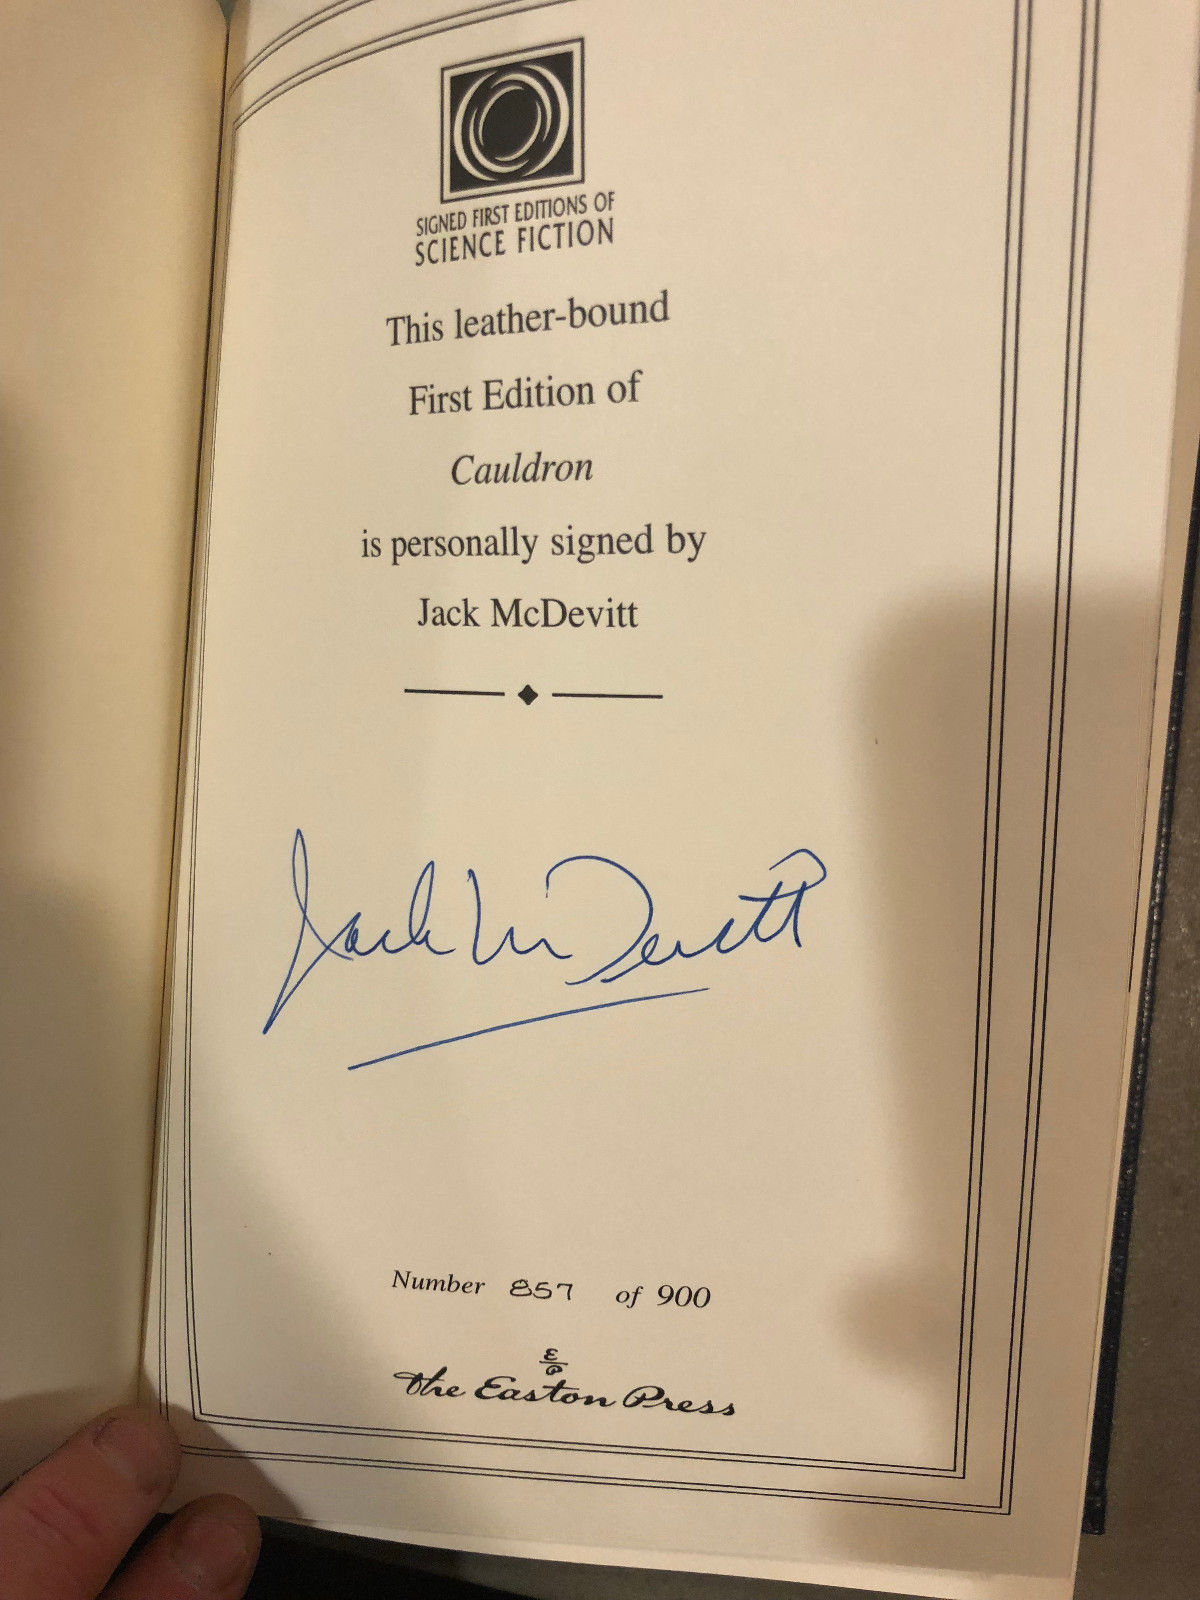 SIGNED FIRST EDITIONS OF
SCIENCE FICTION
This leather-bound
First Edition of
Cauldron
is personally signed by
Jack McDevitt
Jack McDevitt
Number 857 of 900
The Easton Press